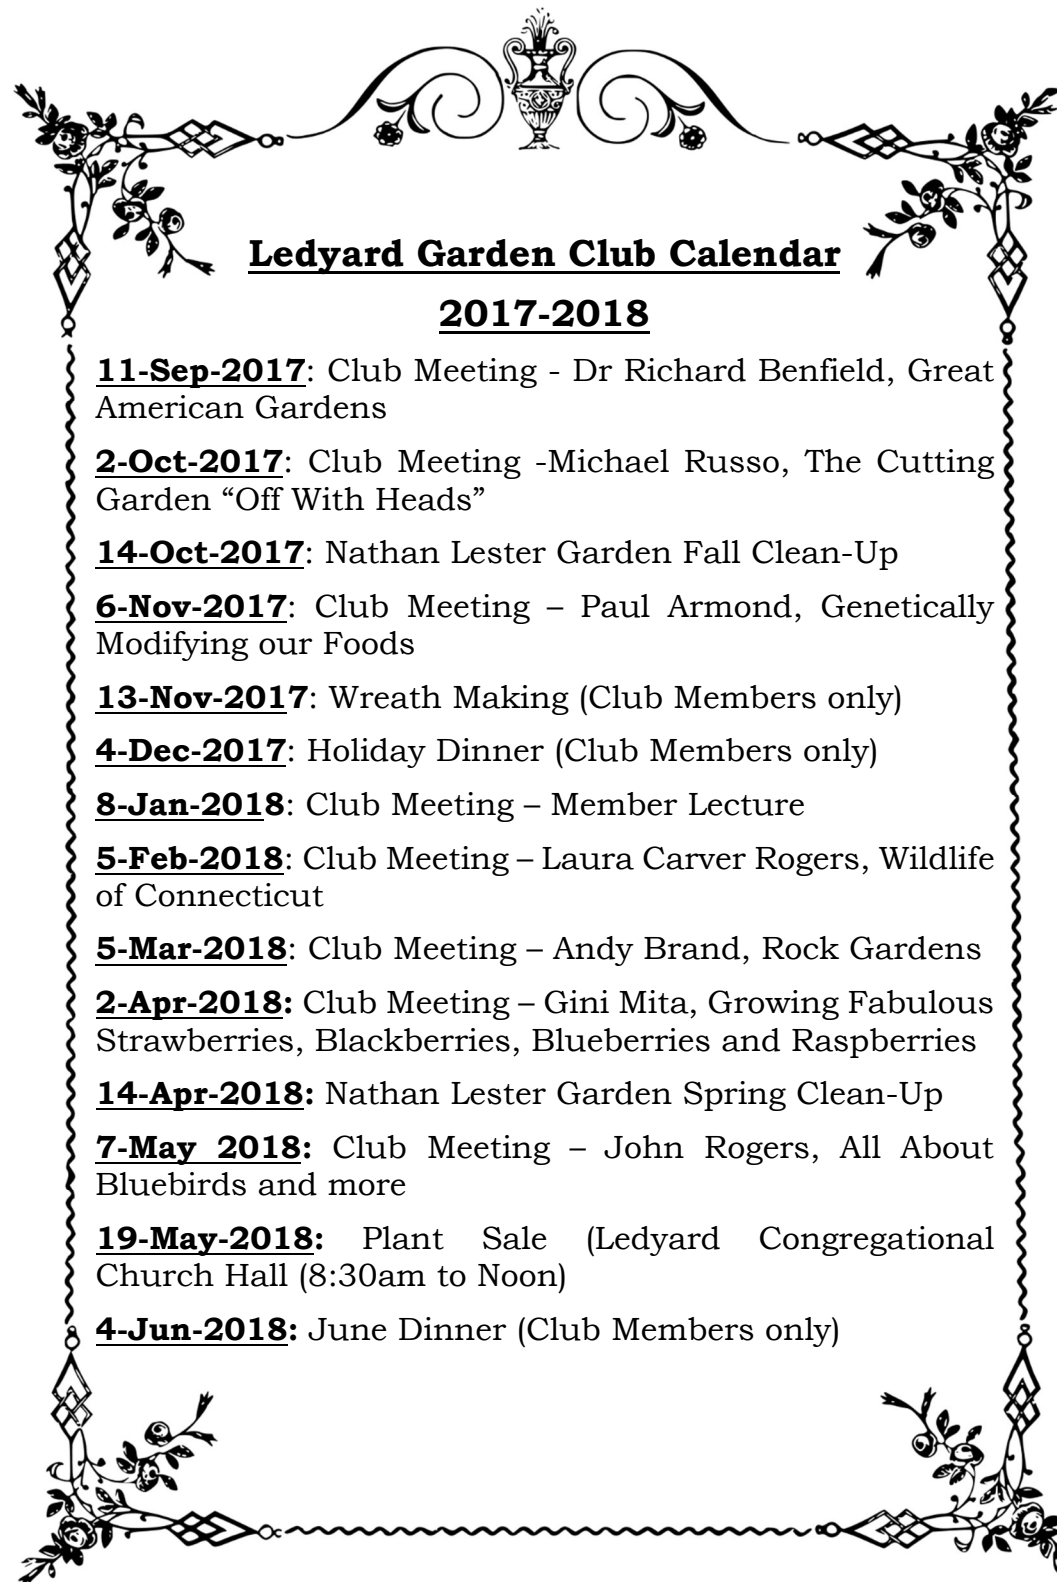 Ledyard Garden Club Calendar
2017-2018
11-Sep-2017: Club Meeting - Dr Richard Benfield, Great
American Gardens
2-Oct-2017: Club Meeting -Michael Russo, The Cutting
Garden “Off With Heads”
14-Oct-2017: Nathan Lester Garden Fall Clean-Up
6-Nov-2017: Club Meeting – Paul Armond, Genetically
Modifying our Foods
13-Nov-2017: Wreath Making (Club Members only)
4-Dec-2017: Holiday Dinner (Club Members only)
8-Jan-2018: Club Meeting – Member Lecture
5-Feb-2018: Club Meeting – Laura Carver Rogers, Wildlife
of Connecticut
5-Mar-2018: Club Meeting – Andy Brand, Rock Gardens
2-Apr-2018: Club Meeting – Gini Mita, Growing Fabulous
Strawberries, Blackberries, Blueberries and Raspberries
14-Apr-2018: Nathan Lester Garden Spring Clean-Up
7-May 2018: Club Meeting – John Rogers, All About
Bluebirds and more
19-May-2018: Plant Sale (Ledyard Congregational
Church Hall (8:30am to Noon)
4-Jun-2018: June Dinner (Club Members only)